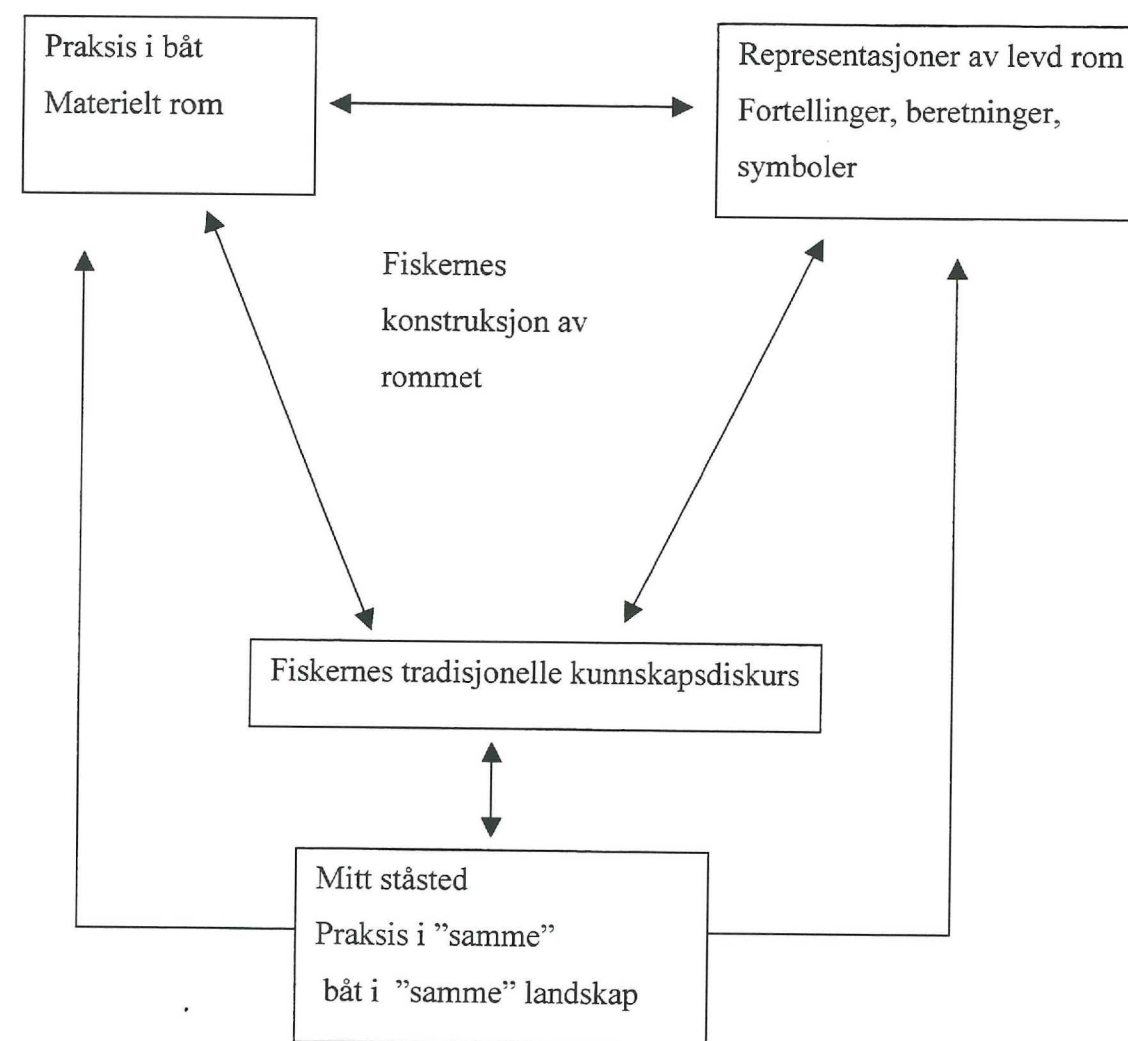 Praksis i båt
Materielt rom
Representasjoner av levd rom
Fortellinger, beretninger,
symboler
Fiskernes
konstruksjon av
rommet
Fiskernes tradisjonelle kunnskapsdiskurs
Mitt ståsted
Praksis i ”samme”
båt i ”samme” landskap